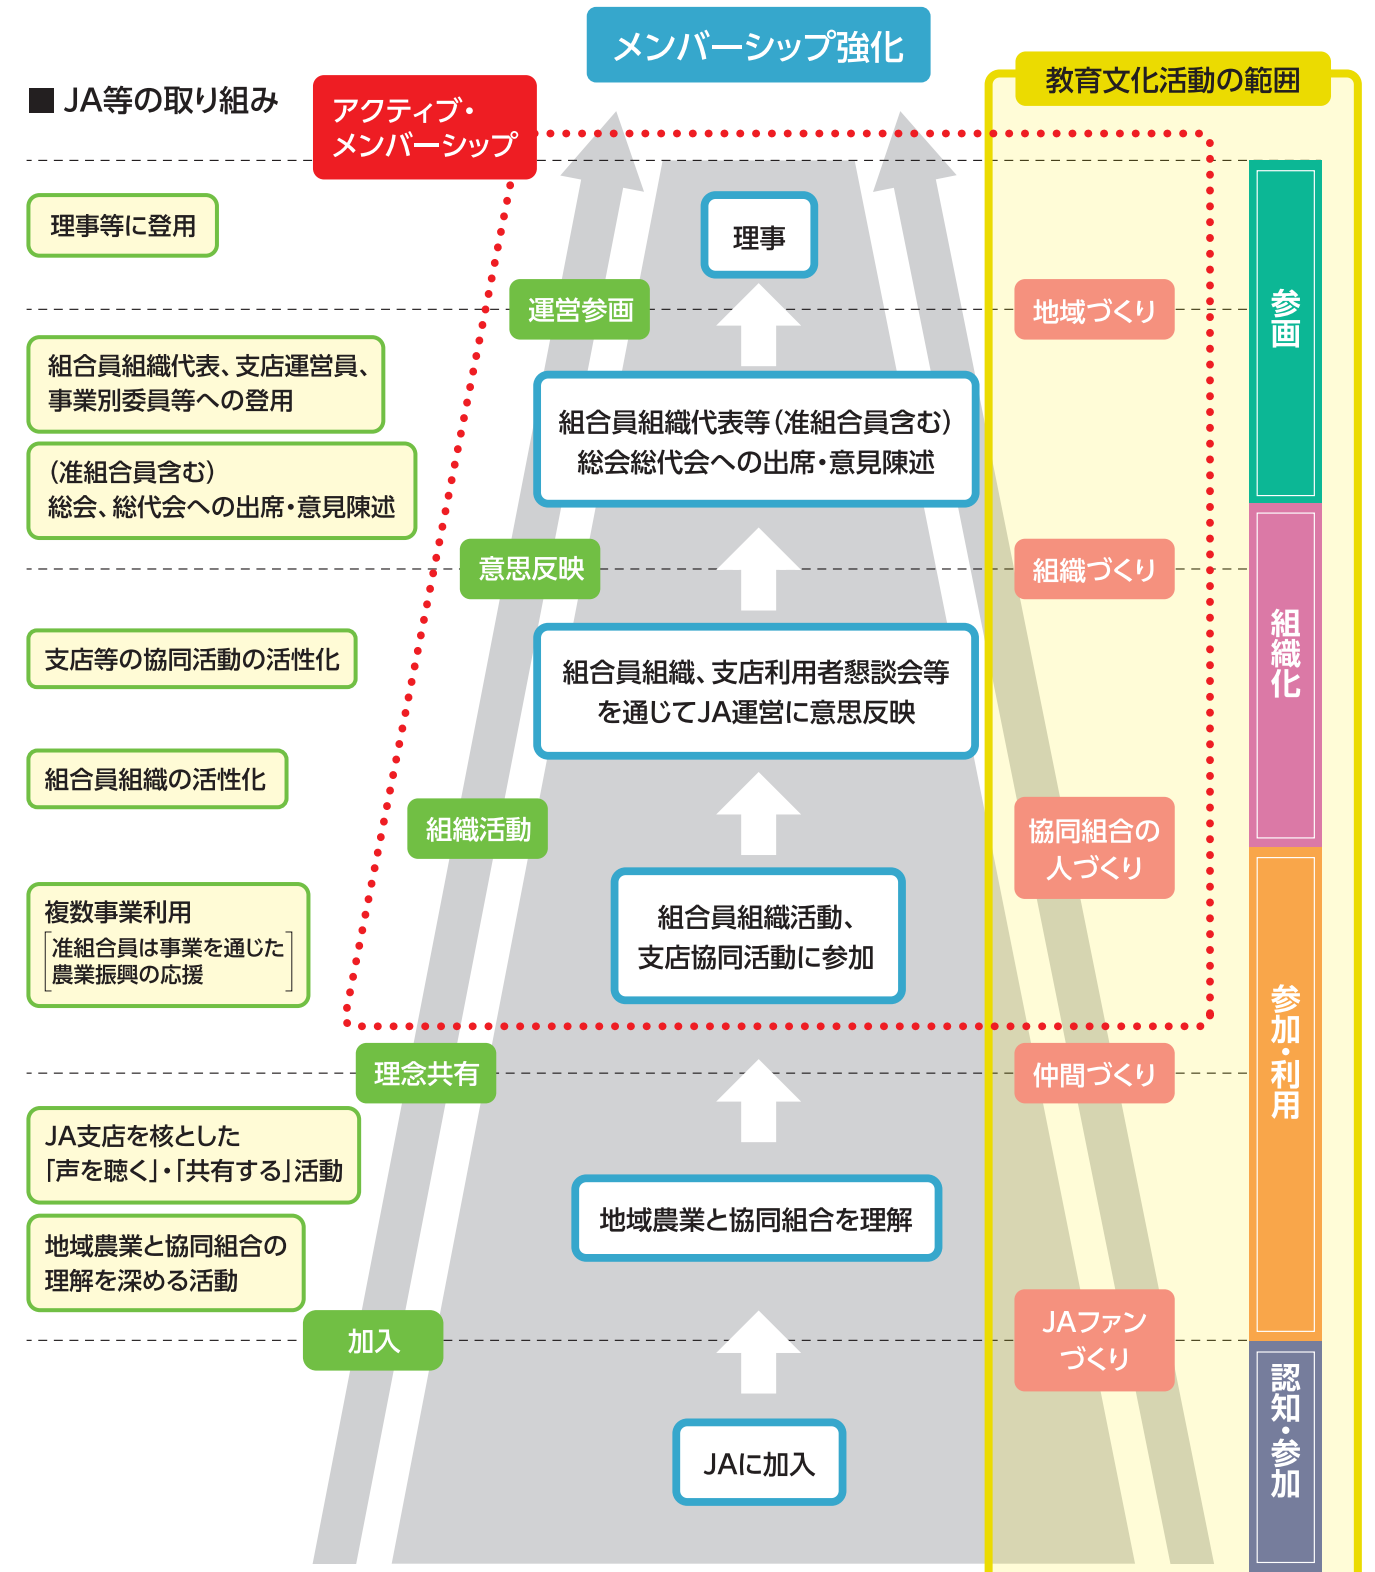 メンバーシップ強化
教育文化活動の範囲
■ JA等の取り組み
アクティブ・
メンバーシップ
理事等に登用
理事
運営参画
地域づくり
参画
組合員組織代表、支店運営員、
事業別委員等への登用
組合員組織代表等（准組合員含む）
総会総代会への出席・意見陳述
（准組合員含む）
総会、総代会への出席・意見陳述
意思反映
組織づくり
組織化
支店等の協同活動の活性化
組合員組織、支店利用者懇談会等
を通じてJA運営に意思反映
組合員組織の活性化
組織活動
協同組合の
人づくり
複数事業利用
准組合員は事業を通じた
農業振興の応援
組合員組織活動、
支店協同活動に参加
参加・利用
理念共有
仲間づくり
JA支店を核とした
「声を聴く」・「共有する」活動
地域農業と協同組合を理解
地域農業と協同組合の
理解を深める活動
加入
JAファン
づくり
認知・参加
JAに加入